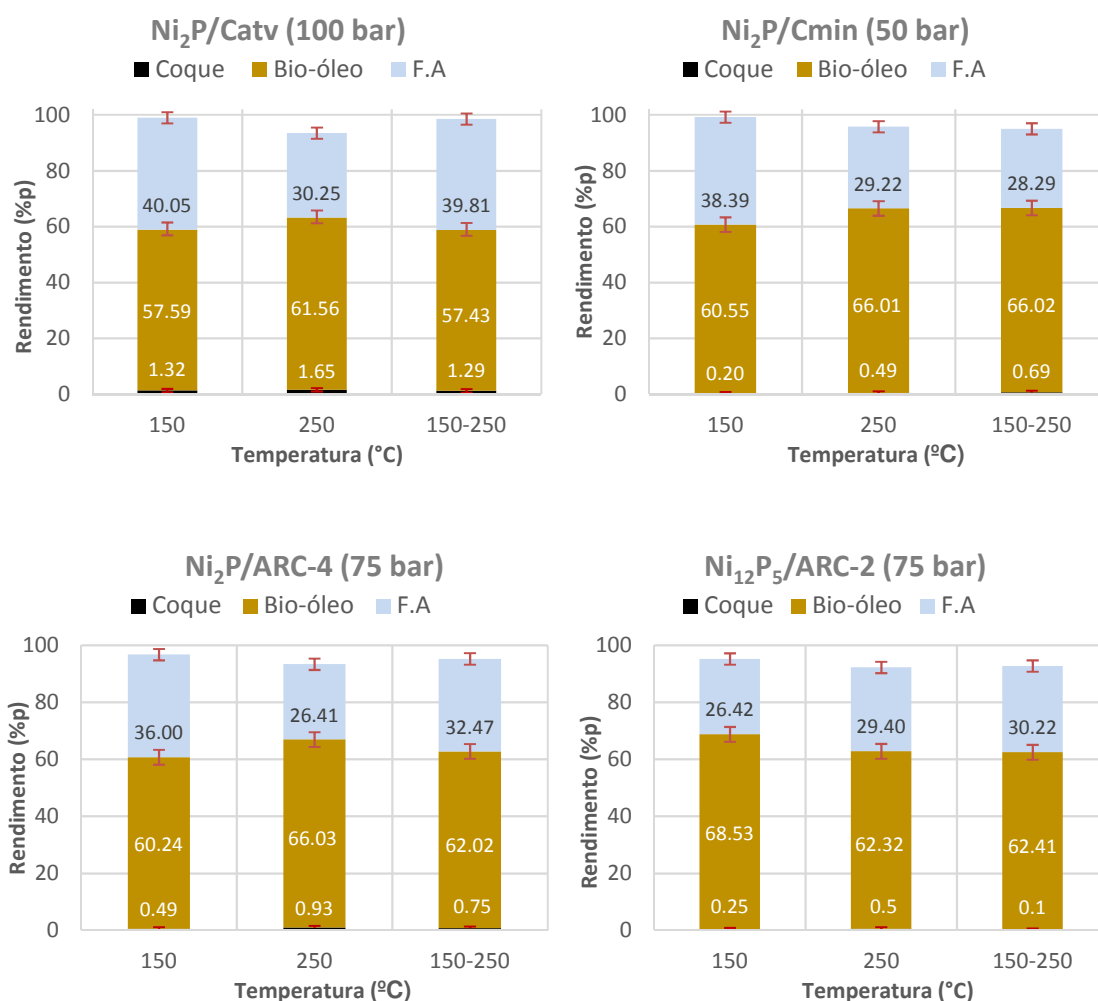 Ni₂P/Catv (100 bar)
■ Coque ■ Bio-óleo ■ F.A
Rendimento (%p)
100
80
60
40
20
0
40.05 30.25 39.81
57.59 61.56 57.43
1.32 1.65 1.29
150 250 150-250
Temperatura (°C)
Ni₂P/Cmin (50 bar)
■ Coque ■ Bio-óleo ■ F.A
Rendimento (%p)
100
80
60
40
20
0
38.39 29.22 28.29
60.55 66.01 66.02
0.20 0.49 0.69
150 250 150-250
Temperatura (ºC)
Ni₂P/ARC-4 (75 bar)
■ Coque ■ Bio-óleo ■ F.A
Rendimento (%p)
100
80
60
40
20
0
36.00 26.41 32.47
60.24 66.03 62.02
0.49 0.93 0.75
150 250 150-250
Temperatura (ºC)
Ni₁₂P₅/ARC-2 (75 bar)
■ Coque ■ Bio-óleo ■ F.A
Rendimento (%p)
100
80
60
40
20
0
26.42 29.40 30.22
68.53 62.32 62.41
0.25 0.5 0.1
150 250 150-250
Temperatura (°C)